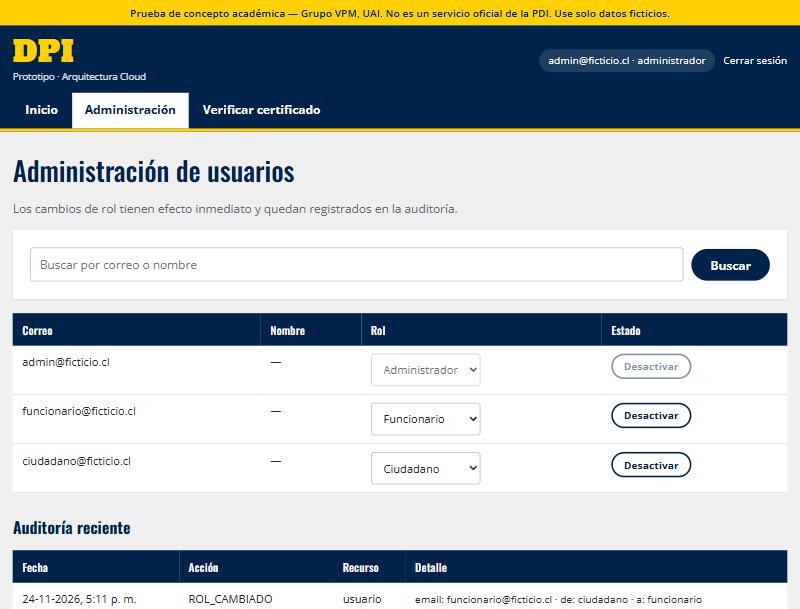 Prueba de concepto académica — Grupo VPM, UAI. No es un servicio oficial de la PDI. Use solo datos ficticios.
DPI
Prototipo · Arquitectura Cloud
admin@ficticio.cl · administrador Cerrar sesión
Inicio Administración Verificar certificado
Administración de usuarios
Los cambios de rol tienen efecto inmediato y quedan registrados en la auditoría.
Buscar por correo o nombre Buscar
Correo Nombre Rol Estado
admin@ficticio.cl — Administrador Desactivar
funcionario@ficticio.cl — Funcionario Desactivar
ciudadano@ficticio.cl — Ciudadano Desactivar
Auditoría reciente
Fecha Acción Recurso Detalle
24-11-2026, 5:11 p. m. ROL_CAMBIADO usuario email: funcionario@ficticio.cl · de: ciudadano · a: funcionario